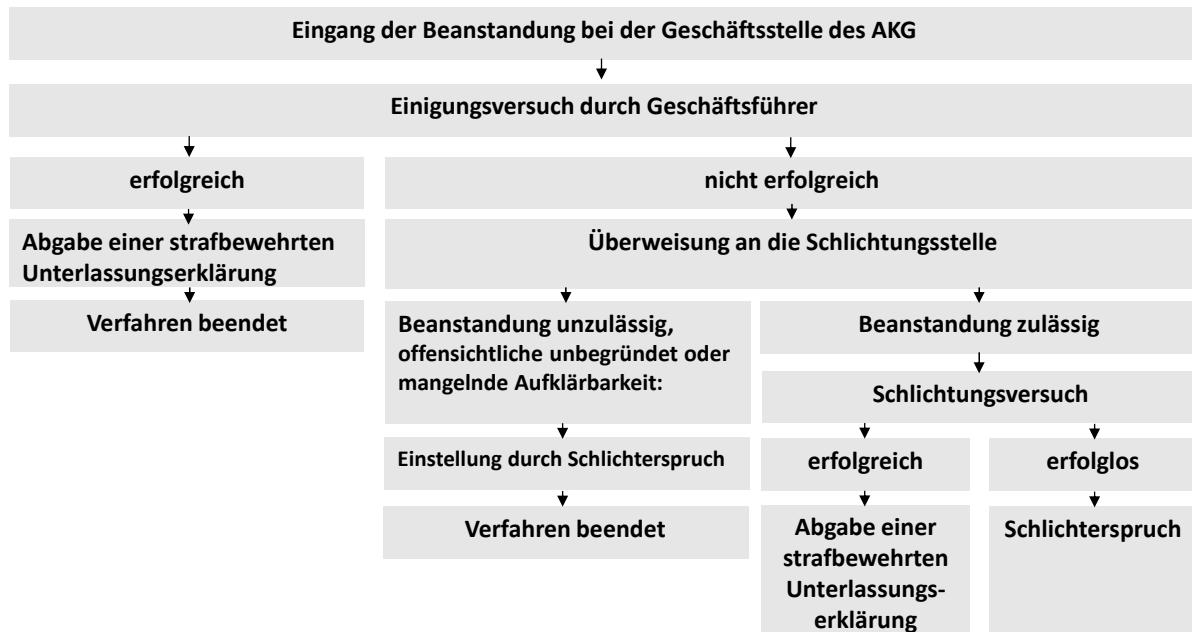 Eingang der Beanstandung bei der Geschäftsstelle des AKG
Einigungsversuch durch Geschäftsführer
erfolgreich
nicht erfolgreich
Abgabe einer strafbewehrten
Unterlassungserklärung
Überweisung an die Schlichtungsstelle
Verfahren beendet
Beanstandung unzulässig,
offensichtliche unbegründet oder
mangelnde Aufklärbarkeit:
Beanstandung zulässig
Schlichtungsversuch
Einstellung durch Schlichterspruch
erfolgreich
erfolglos
Verfahren beendet
Abgabe einer
strafbewehrten
Unterlassungs-
erklärung
Schlichterspruch